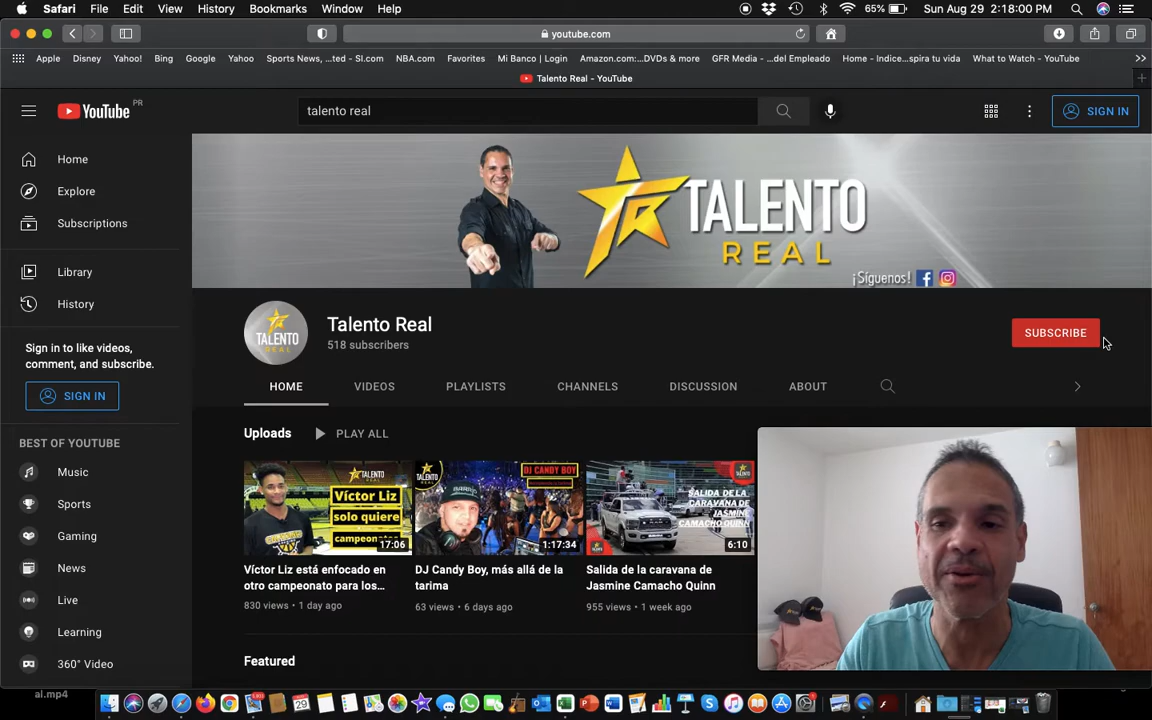 Safari File Edit View History Bookmarks Window Help 65% Sun Aug 29 2:18:00 PM
youtube.com
Apple Disney Yahoo! Bing Google Yahoo Sports News, ...ted - SI.com NBA.com Favorites Mi Banco | Login Amazon.com:...DVDs & more GFR Media - ...del Empleado Home - Indice...spira tu vida What to Watch - YouTube
Talento Real - YouTube
YouTube PR
talento real
SIGN IN
Home
Explore
Subscriptions
Library
History
Sign in to like videos,
comment, and subscribe.
SIGN IN
BEST OF YOUTUBE
Music
Sports
Gaming
News
Live
Learning
360° Video
TR TALENTO
REAL
¡Síguenos!
TALENTO
REAL
Talento Real
518 subscribers
SUBSCRIBE
HOME VIDEOS PLAYLISTS CHANNELS DISCUSSION ABOUT
Uploads PLAY ALL
TALENTO
Víctor Liz
solo quiere
campeonato
17:06
DJ CANDY BOY
1:17:34
SALIDA DE LA
CARAVANA DE
JASMINE
CAMACHO QUINN
6:10
Víctor Liz está enfocado en
otro campeonato para los...
830 views • 1 day ago
DJ Candy Boy, más allá de la
tarima
63 views • 6 days ago
Salida de la caravana de
Jasmine Camacho Quinn
955 views • 1 week ago
Featured
al.mp4